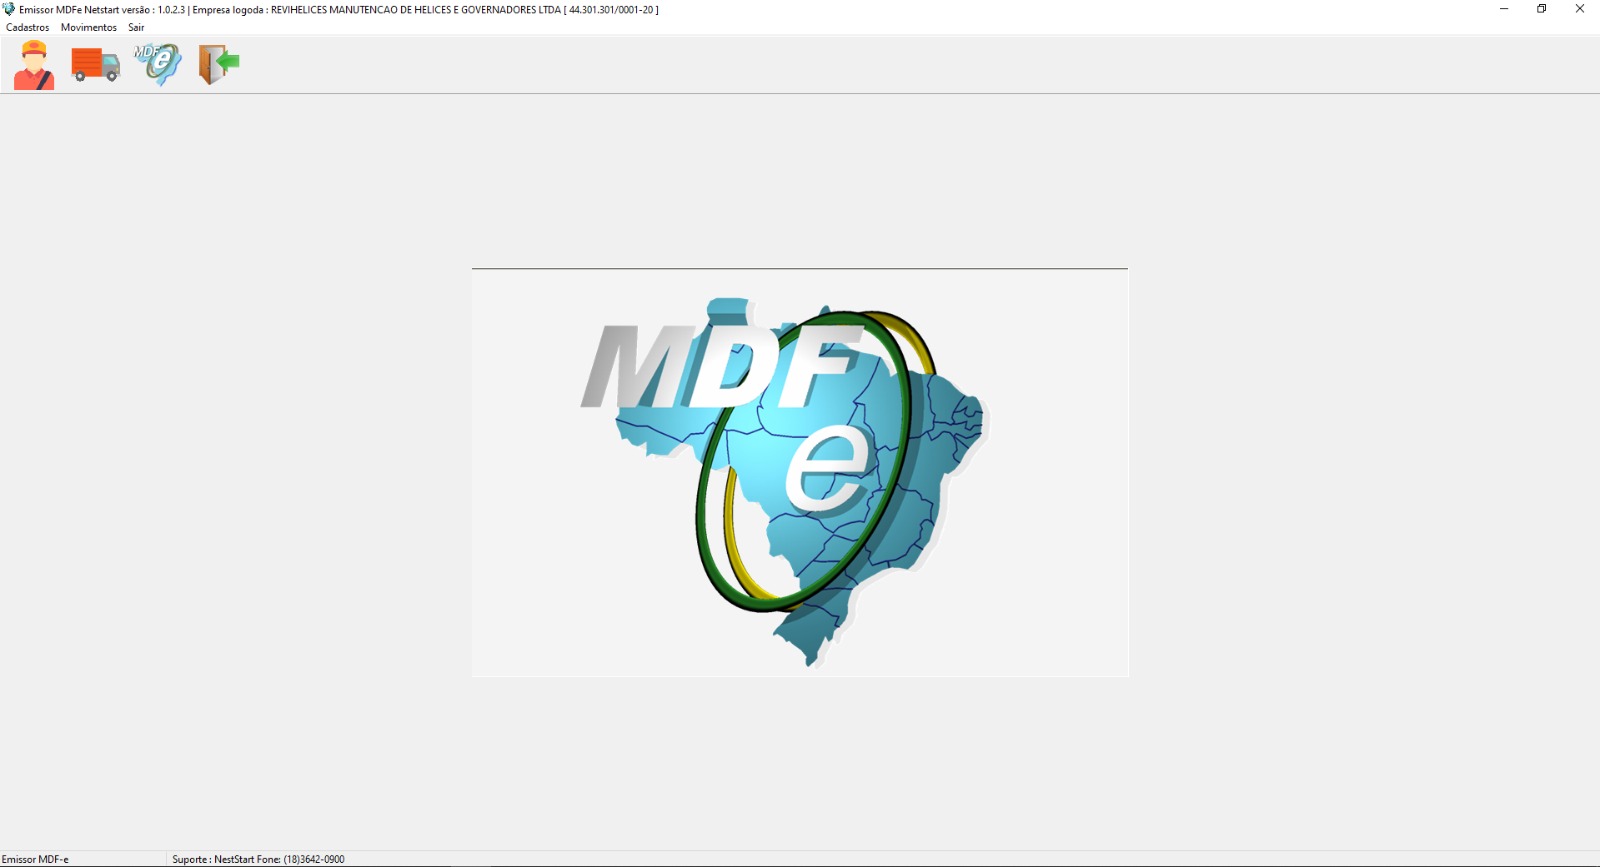 Emissor MDFe Netstart versão : 1.0.2.3 | Empresa logoda : REVIHELICES MANUTENCAO DE HELICES E GOVERNADORES LTDA [ 44.301.301/0001-20 ]
Cadastros Movimentos Sair
MDF e
MDF
e
Emissor MDF-e Suporte : NestStart Fone: (18)3642-0900